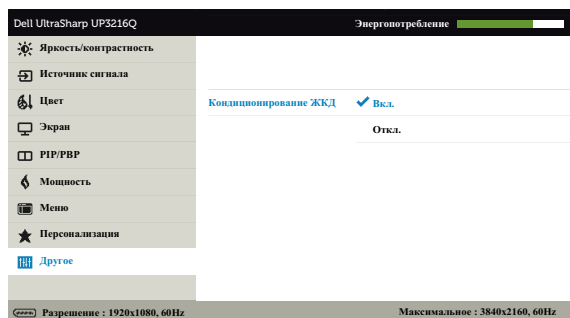 Dell UltraSharp UP3216Q
Энергопотребление
Яркость/контрастность
Источник сигнала
Цвет
Кондиционирование ЖКД
Вкл.
Экран
Откл.
PIP/PBP
Мощность
Меню
Персонализация
Другое
Разрешение : 1920x1080, 60Hz
Максимальное : 3840x2160, 60Hz